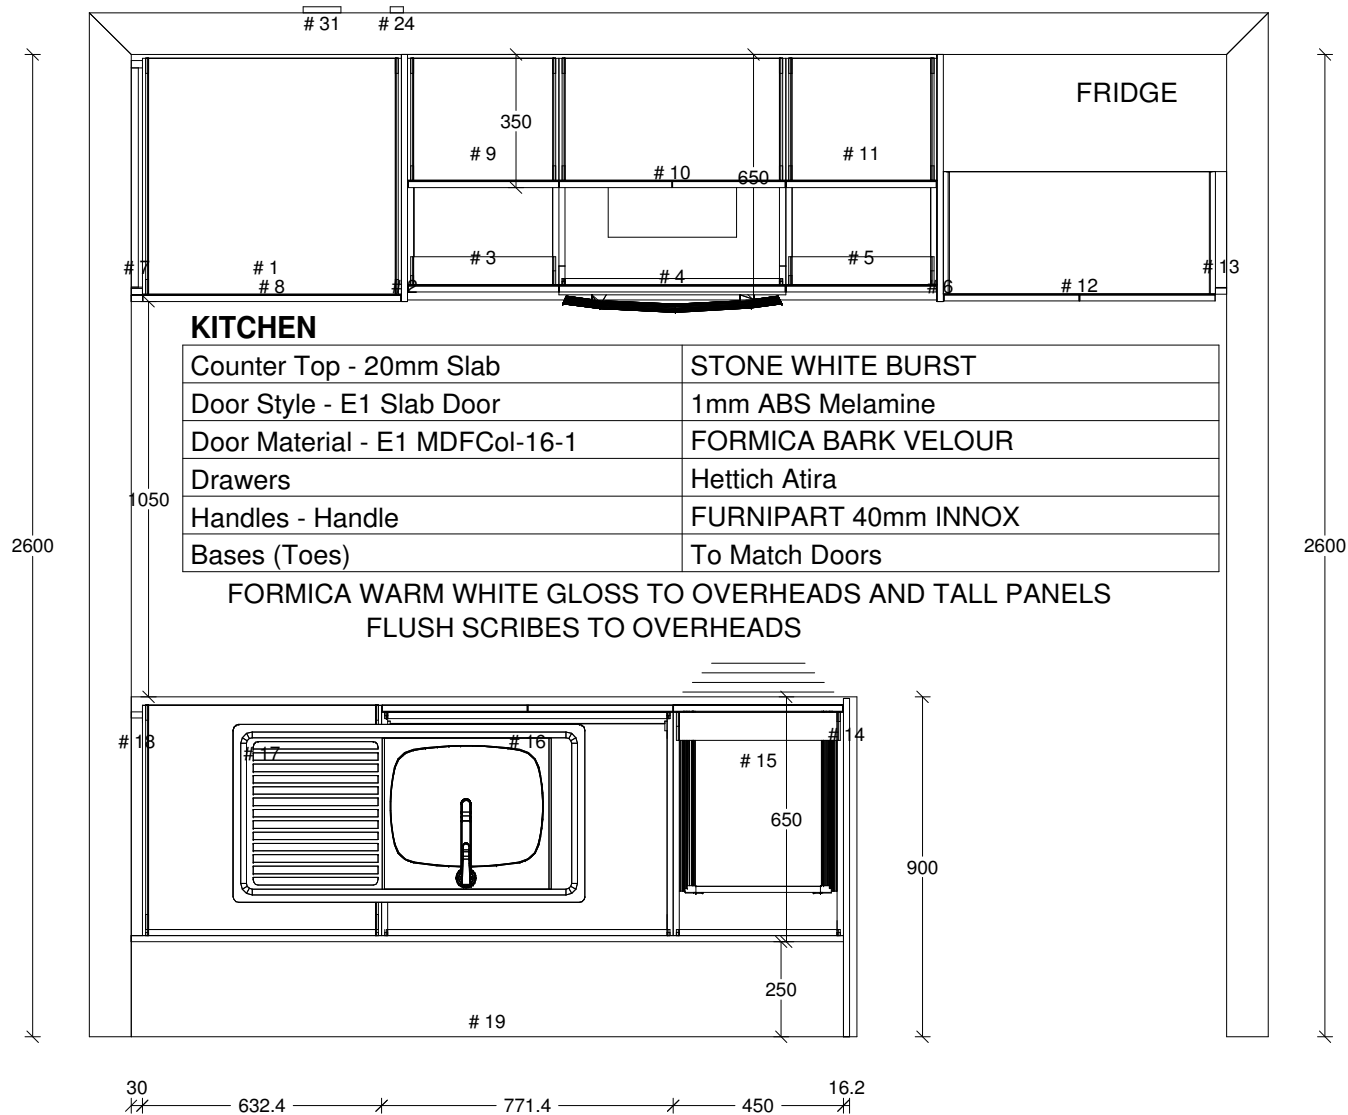 # 31 # 24
FRIDGE
350
# 9
# 11
# 10
650
# 3
# 5
# 7 # 1
# 13
# 4
# 8
# 2
# 6
# 12
KITCHEN
Counter Top - 20mm Slab STONE WHITE BURST
Door Style - E1 Slab Door 1mm ABS Melamine
Door Material - E1 MDFCol-16-1 FORMICA BARK VELOUR
Drawers Hettich Atira
1050
Handles - Handle FURNIPART 40mm INNOX
2600
2600
Bases (Toes) To Match Doors
FORMICA WARM WHITE GLOSS TO OVERHEADS AND TALL PANELS
FLUSH SCRIBES TO OVERHEADS
# 18
# 17
# 16
# 14
# 15
650
900
250
# 19
30 632.4 771.4 450 16.2